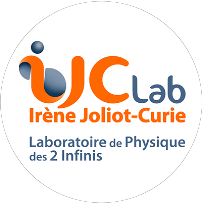 iJCLab
Irène Joliot-Curie
Laboratoire de Physique
des 2 Infinis